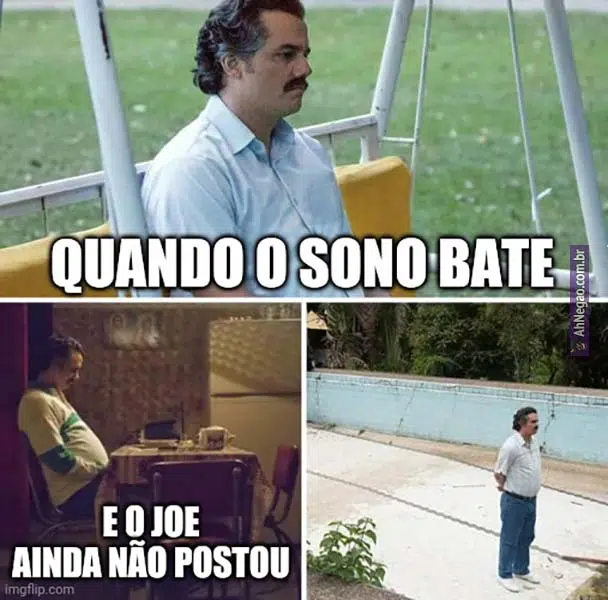 QUANDO O SONO BATE
AhNegao.com.br
E O JOE
AINDA NÃO POSTOU
imgflip.com